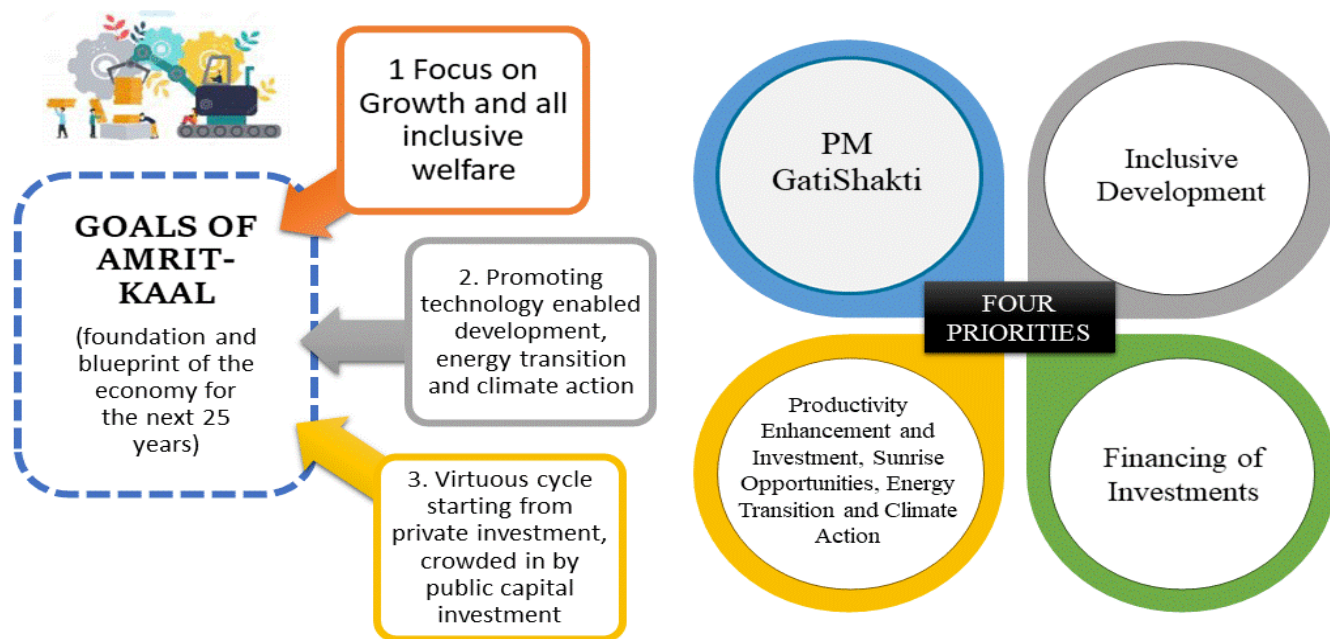 1 Focus on
Growth and all
inclusive
welfare
GOALS OF
AMRIT-
KAAL
(foundation and
blueprint of the
economy for
the next 25
years)
2. Promoting
technology enabled
development,
energy transition
and climate action
3. Virtuous cycle
starting from
private investment,
crowded in by
public capital
investment
PM
GatiShakti
Inclusive
Development
FOUR
PRIORITIES
Productivity
Enhancement and
Investment, Sunrise
Opportunities, Energy
Transition and Climate
Action
Financing of
Investments